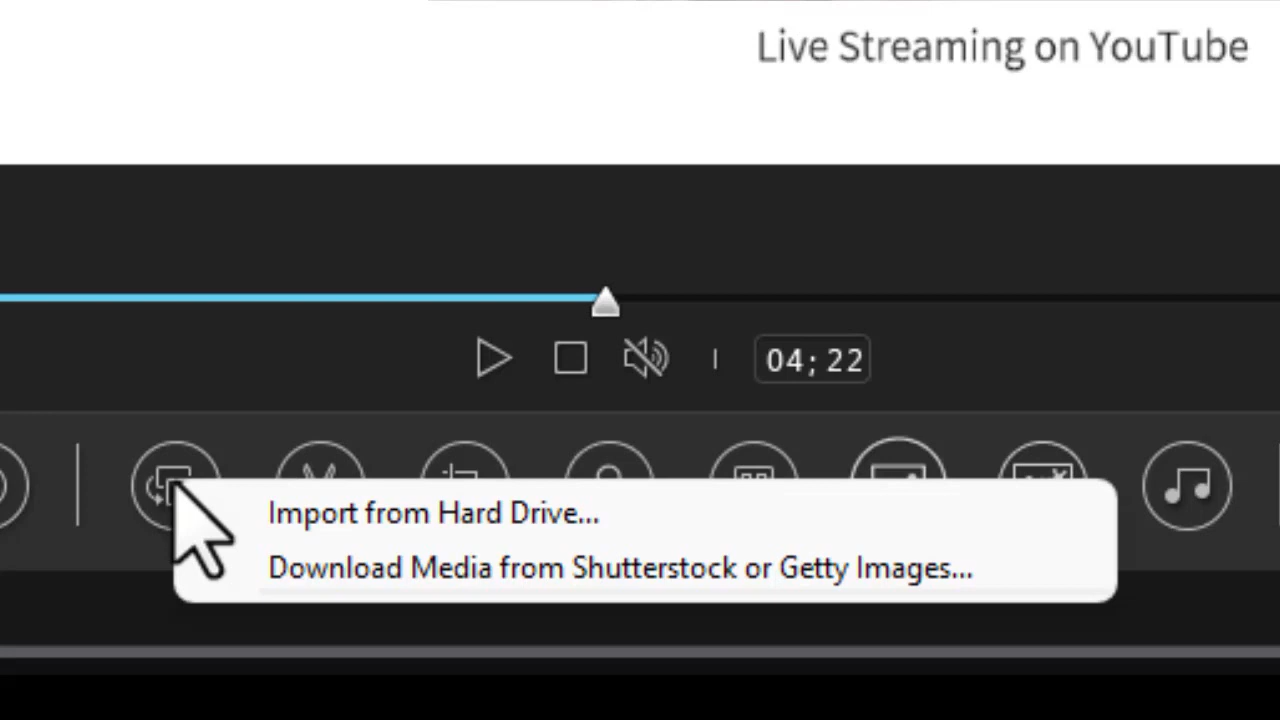 Live Streaming on YouTube
04;22
Import from Hard Drive...
Download Media from Shutterstock or Getty Images...